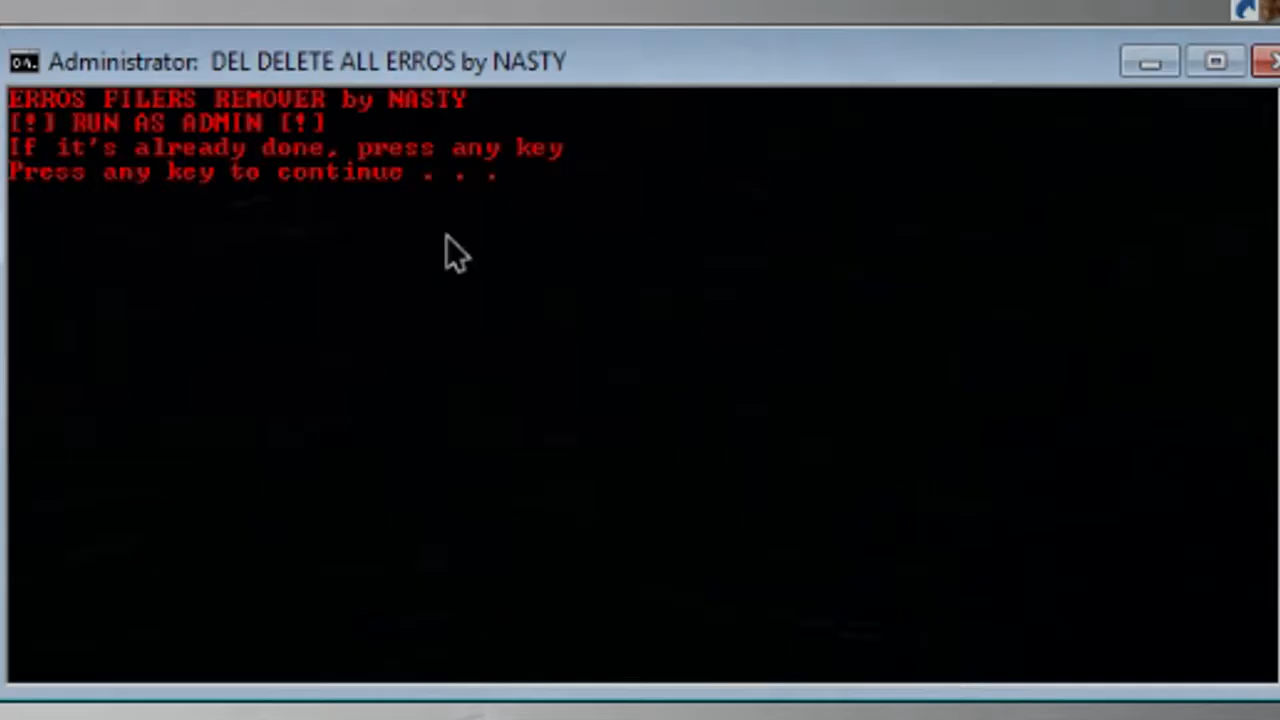 Administrator: DEL DELETE ALL ERROS by NASTY
ERROS FILERS REMOVER by NASTY
[!] RUN AS ADMIN [!]
If it's already done, press any key
Press any key to continue . . .